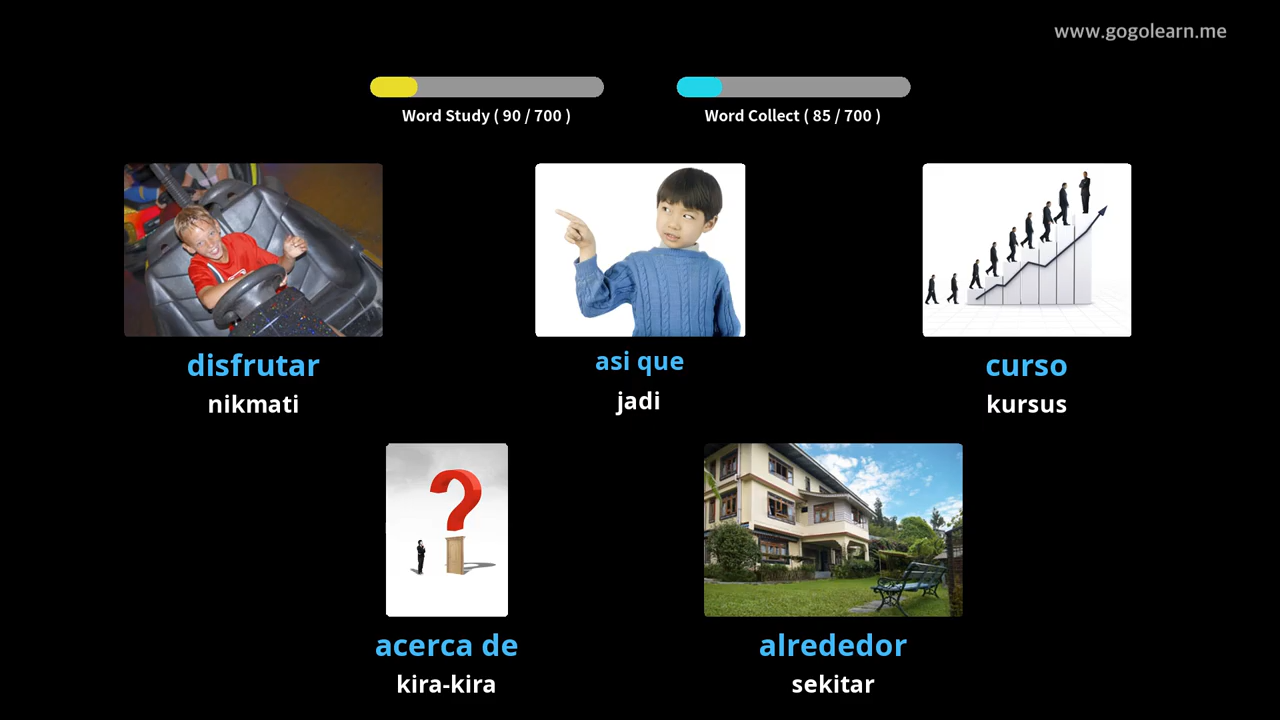 www.gogolearn.me
Word Study ( 90 / 700 )
Word Collect ( 85 / 700 )
disfrutar
nikmati
asi que
jadi
curso
kursus
acerca de
kira-kira
alrededor
sekitar